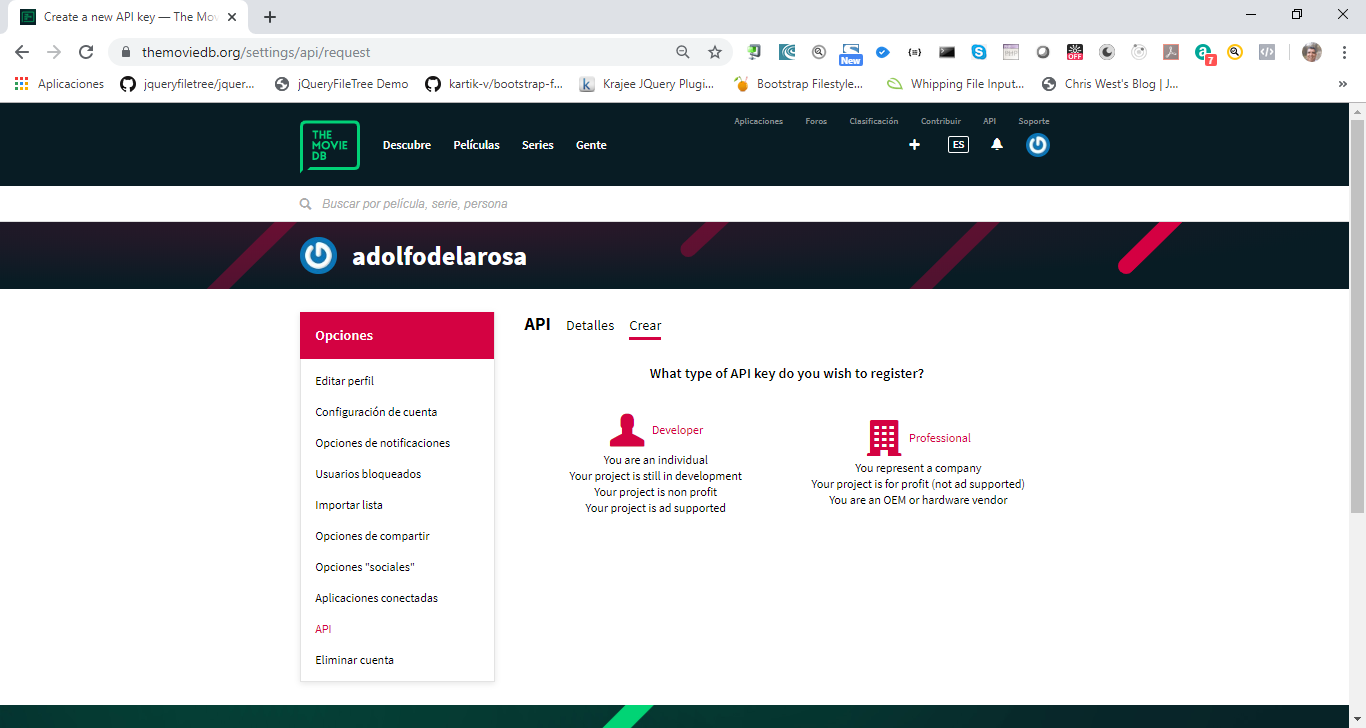 Create a new API key — The Mov
themoviedb.org/settings/api/request
New
OFF
7
Aplicaciones
jqueryfiletree/jquer...
jQueryFileTree Demo
kartik-v/bootstrap-f...
Krajee JQuery Plugi...
Bootstrap Filestyle...
Whipping File Input...
Chris West's Blog | J...
Aplicaciones Foros Clasificación Contribuir API Soporte
THE
MOVIE
DB
Descubre Películas Series Gente
ES
Buscar por película, serie, persona
adolfodelarosa
Opciones
Editar perfil
Configuración de cuenta
Opciones de notificaciones
Usuarios bloqueados
Importar lista
Opciones de compartir
Opciones "sociales"
Aplicaciones conectadas
API
Eliminar cuenta
API Detalles Crear
What type of API key do you wish to register?
Developer
You are an individual
Your project is still in development
Your project is non profit
Your project is ad supported
Professional
You represent a company
Your project is for profit (not ad supported)
You are an OEM or hardware vendor